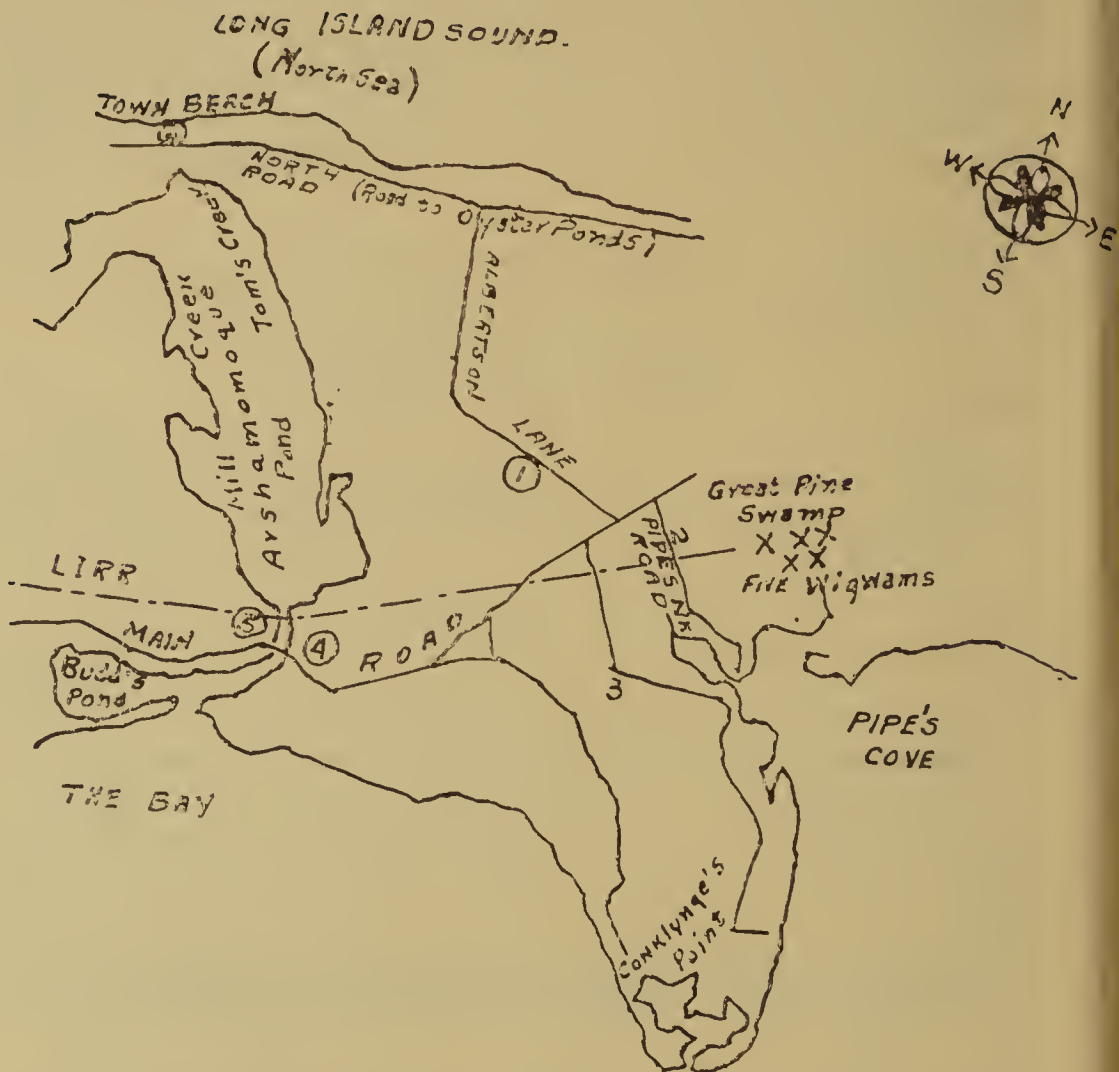 LONG ISLAND SOUND.
(North Sea)
TOWN BEACH
5
NORTH
ROAD (Road to Oyster Ponds)
N
W
E
S
ALBERTSON
LANE
1
Mill Creek
Arshamomoque
Pond
Tom's Creek
Great Pine
Swamp
X X X
X X
FIVE Wigwams
2
PIPES NK
ROAD
LIRR
MAIN
ROAD
4
3
Budd's
Pond
THE BAY
PIPE'S
COVE
CONKLYNGE'S
Point